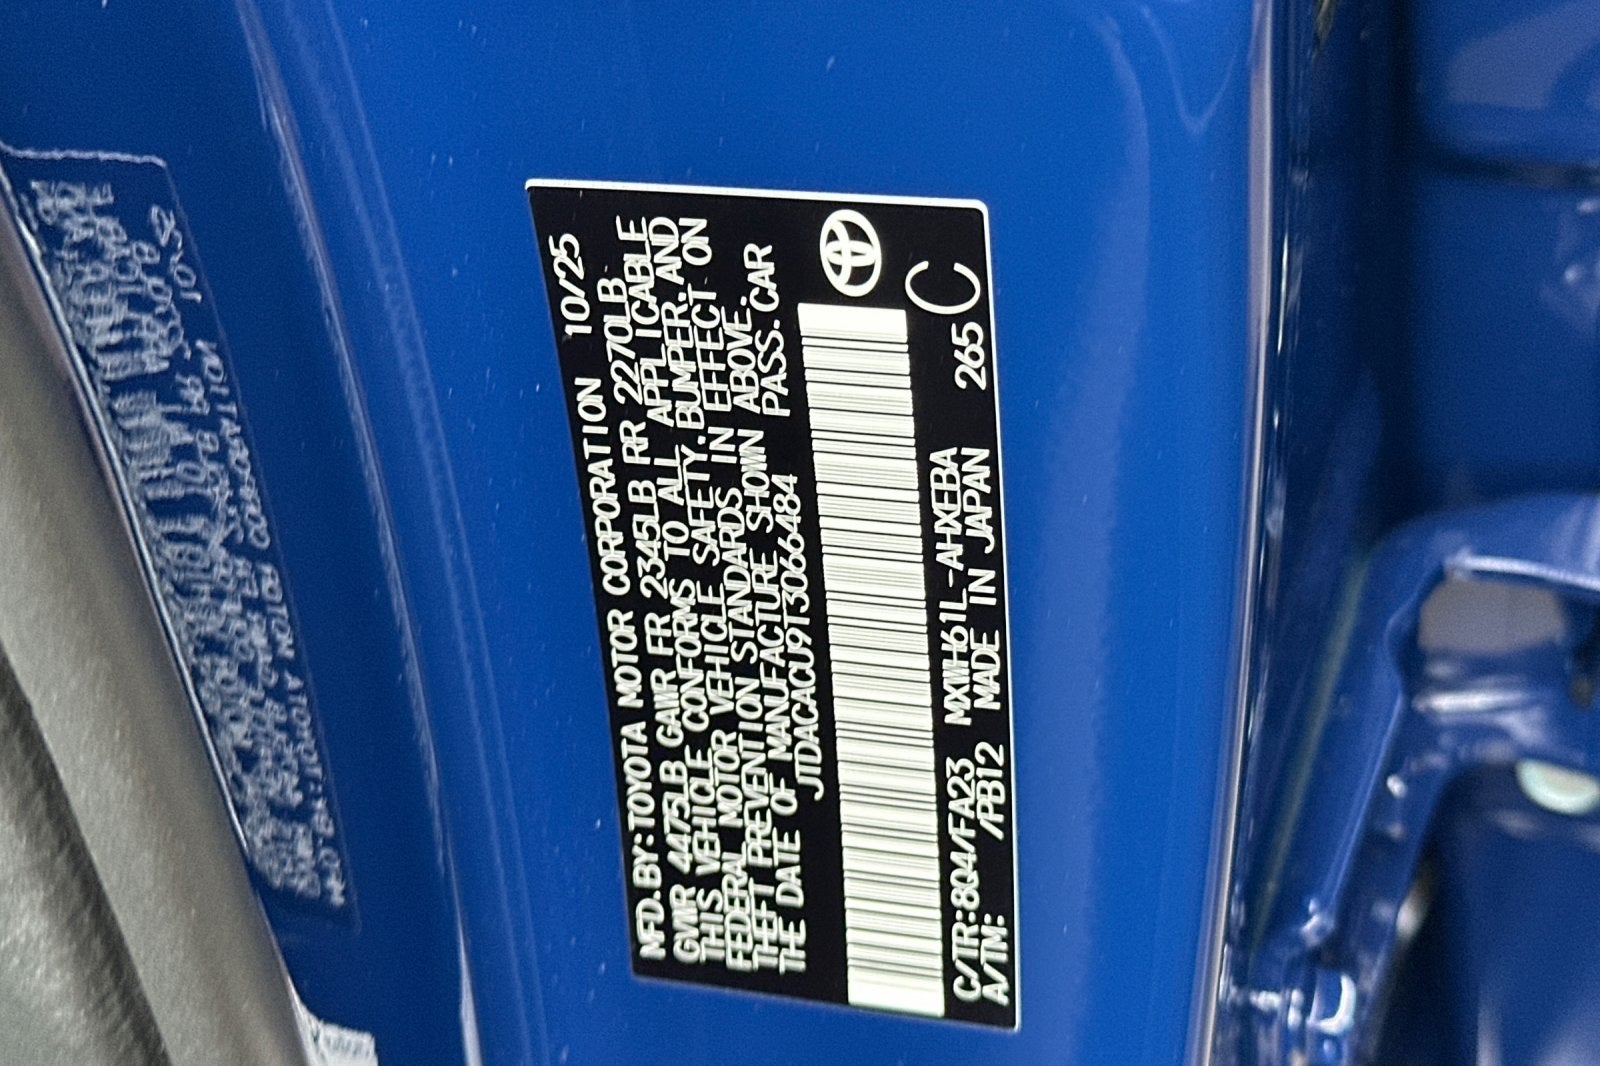 MFD.BY:TOYOTA MOTOR CORPORATION 10/25
GVWR 4475LB GAWR FR 2345LB RR 2270LB
THIS VEHICLE CONFORMS TO ALL APPLICABLE
FEDERAL MOTOR VEHICLE SAFETY,BUMPER,AND
THEFT PREVENTION STANDARDS IN EFFECT ON
THE DATE OF MANUFACTURE SHOWN ABOVE.
JTDACACU9T3066484 PASS.CAR
C/TR:8Q4/FA23 MXWH61L-AHXEBA 265 C
A/TM: /PB12 MADE IN JAPAN